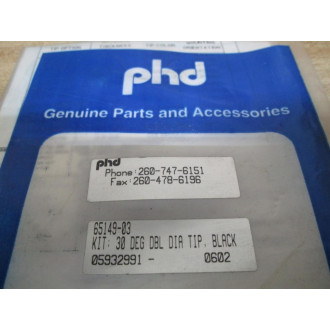 phd
Genuine Parts and Accessories
phd
Phone:260-747-6151
Fax:260-478-6196
65149-03
KIT: 30 DEG DBL DIA TIP, BLACK
05932991 - 0602